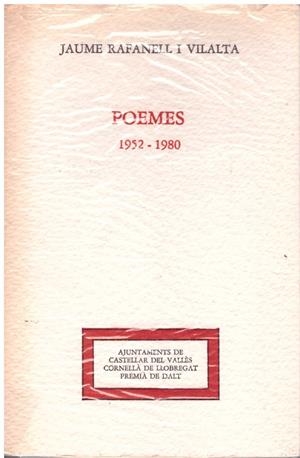 JAUME RAFANELL I VILALTA
POEMES
1952 - 1980
AJUNTAMENTS DE
CASTELLAR DEL VALLÈS
CORNELLÀ DE LLOBREGAT
PREMIÀ DE DALT